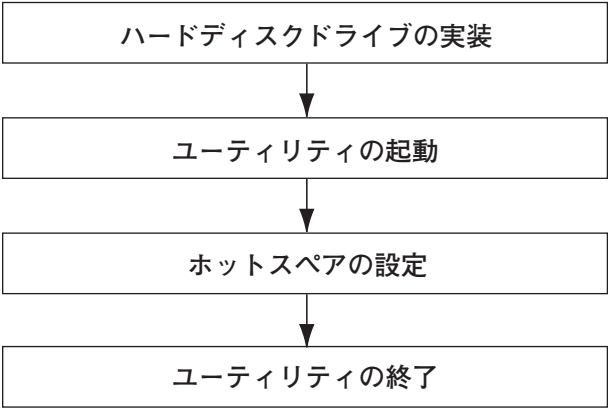 ハードディスクドライブの実装
ユーティリティの起動
ホットスペアの設定
ユーティリティの終了